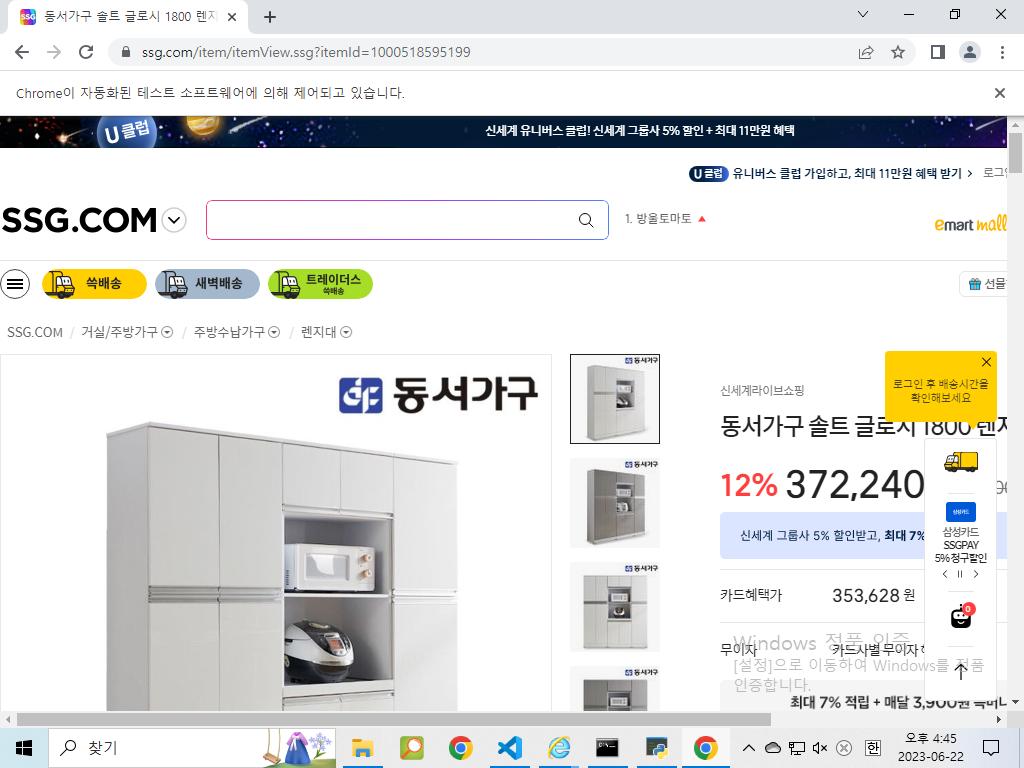 동서가구 솔트 글로시 1800 렌지
ssg.com/item/itemView.ssg?itemId=1000518595199
Chrome이 자동화된 테스트 소프트웨어에 의해 제어되고 있습니다.
U 클럽
신세계 유니버스 클럽! 신세계 그룹사 5% 할인 + 최대 11만원 혜택
U 클럽 유니버스 클럽 가입하고, 최대 11만원 혜택 받기
로그인
SSG.COM
1. 방울토마토
emart mall
쓱배송
새벽배송
트레이더스
쓱배송
선물
SSG.COM / 거실/주방가구 / 주방수납가구 / 렌지대
동서가구
신세계라이브쇼핑
로그인 후 배송시간을
확인해보세요
동서가구 솔트 글로시 1800 렌지
12% 372,240
신세계 그룹사 5% 할인받고, 최대 7%
삼성카드
삼성카드
SSGPAY
5% 청구할인
카드혜택가 353,628 원
0
무이자 카드사별 무이자
Windows 정품 인증
[설정]으로 이동하여 Windows를 정품
인증합니다.
최대 7% 적립 + 매달 3,900원
찾기
한
오후 4:45
2023-06-22